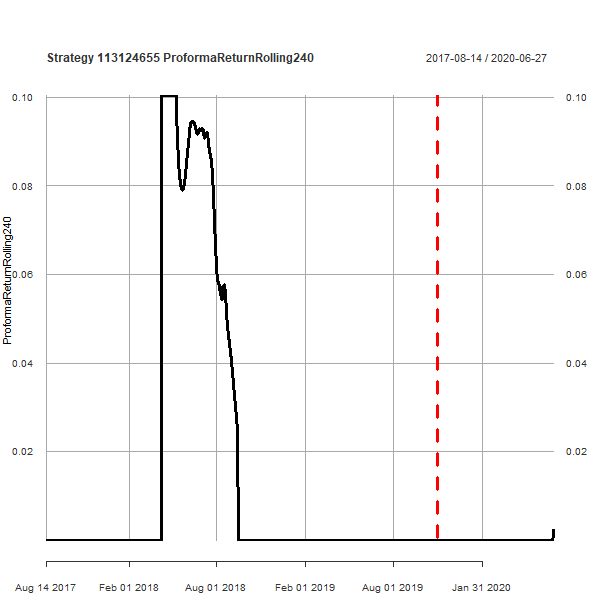 Strategy 113124655 ProformaReturnRolling240
2017-08-14 / 2020-06-27
ProformaReturnRolling240
0.10
0.08
0.06
0.04
0.02
0.10
0.08
0.06
0.04
0.02
Aug 14 2017
Feb 01 2018
Aug 01 2018
Feb 01 2019
Aug 01 2019
Jan 31 2020